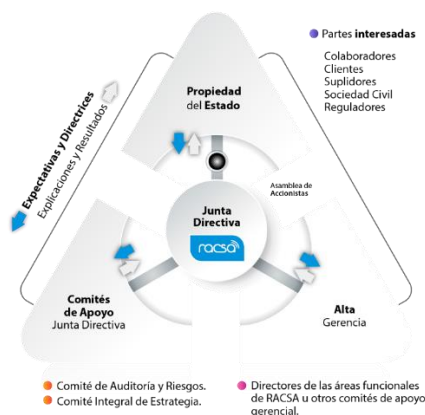 Partes interesadas
Colaboradores
Clientes
Suplidores
Sociedad Civil
Reguladores
Propiedad
del Estado
Expectativas y Directrices
Explicaciones y Resultados
Asamblea de
Accionistas
Junta
Directiva
racsa
Comités
de Apoyo
Junta Directiva
Alta
Gerencia
Comité de Auditoría y Riesgos.
Comité Integral de Estrategia.
Directores de las áreas funcionales
de RACSA u otros comités de apoyo
gerencial.